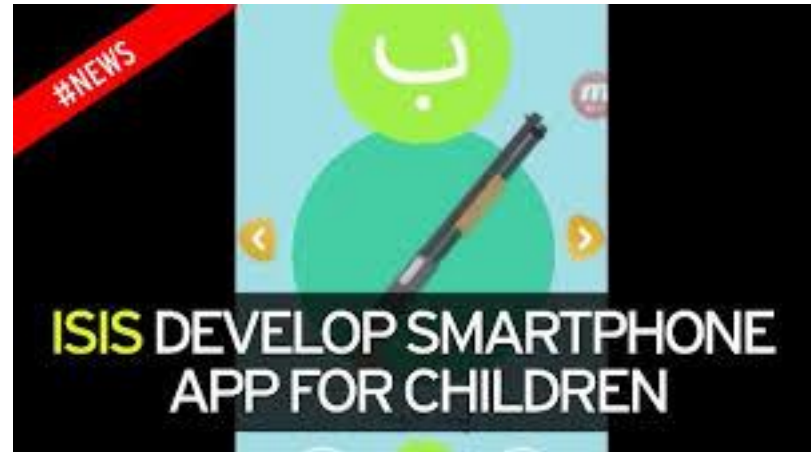 #NEWS
ب
m
ISIS DEVELOP SMARTPHONE
APP FOR CHILDREN